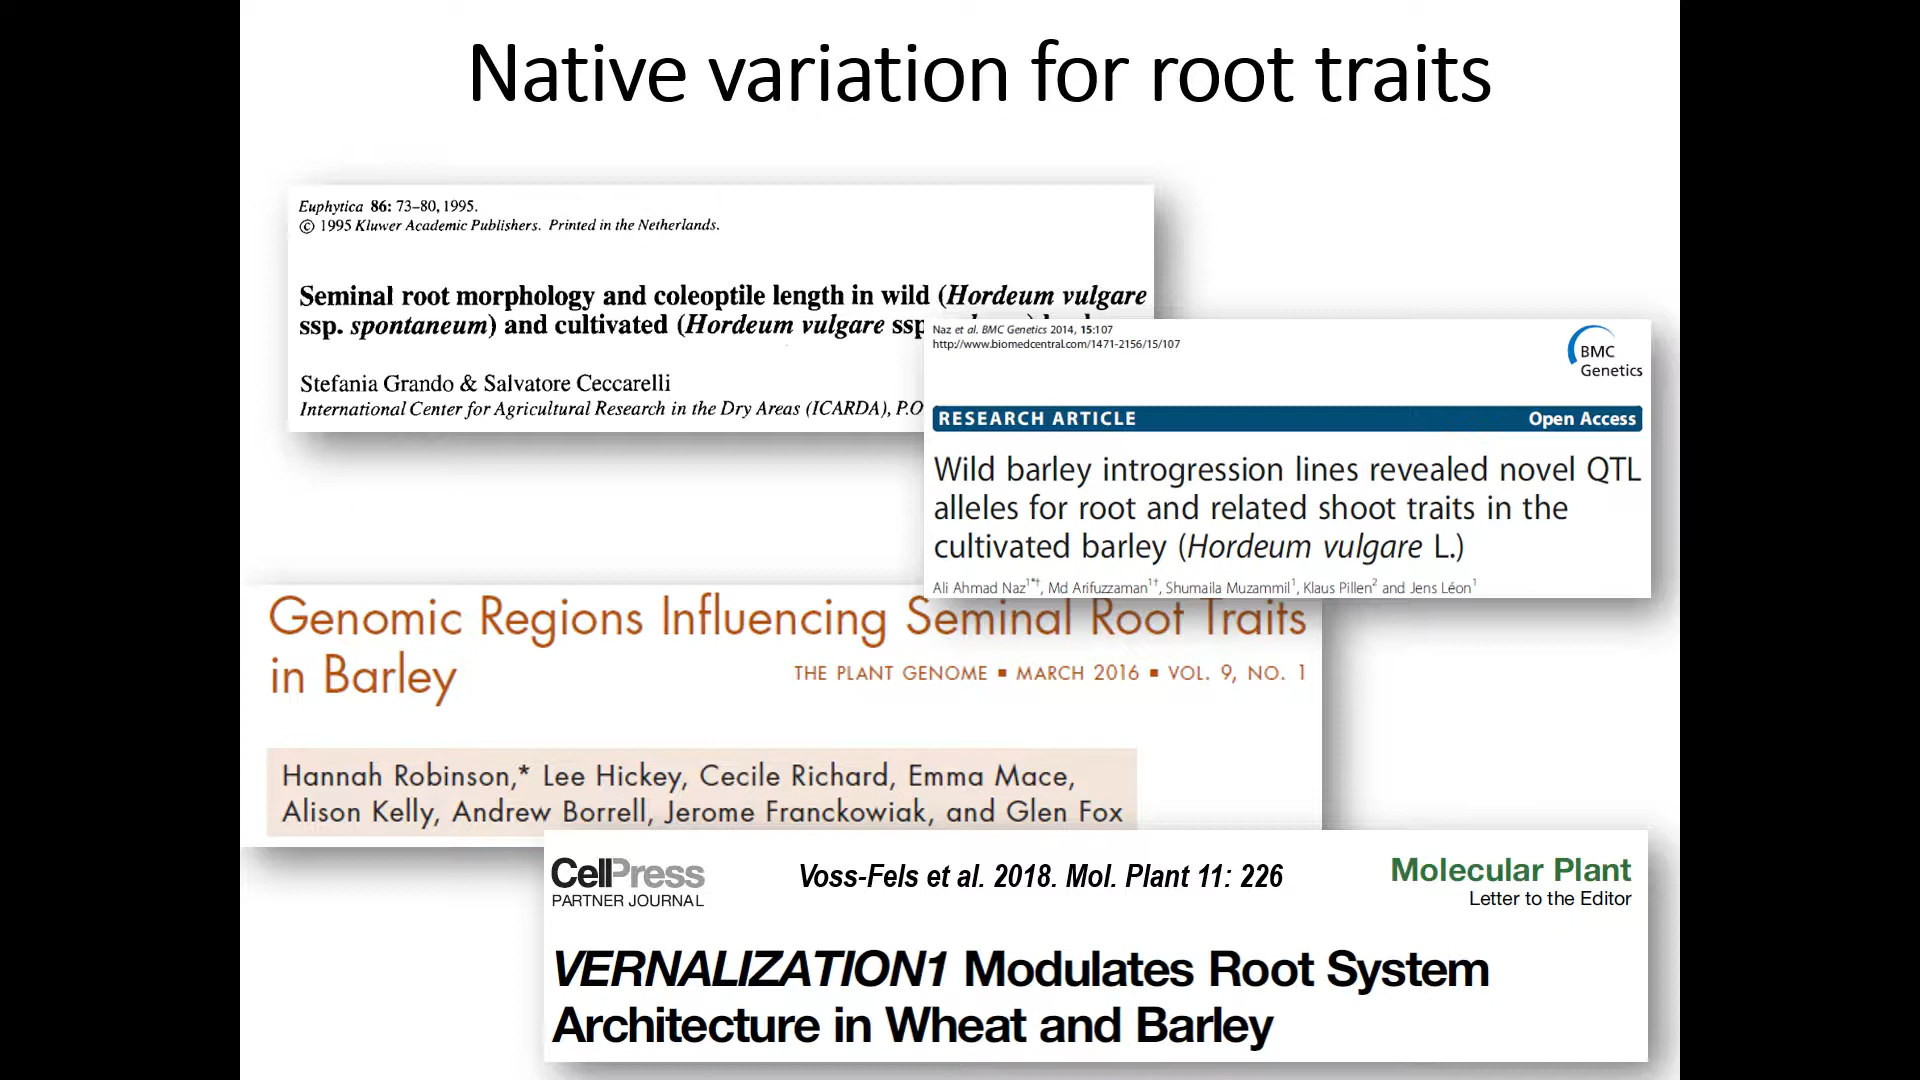 Native variation for root traits
Euphytica 86: 73–80, 1995.
© 1995 Kluwer Academic Publishers. Printed in the Netherlands.
Seminal root morphology and coleoptile length in wild (Hordeum vulgare
ssp. spontaneum) and cultivated (Hordeum vulgare ssp
Stefania Grando & Salvatore Ceccarelli
International Center for Agricultural Research in the Dry Areas (ICARDA), P.O
Naz et al. BMC Genetics 2014, 15:107
http://www.biomedcentral.com/1471-2156/15/107
BMC
Genetics
RESEARCH ARTICLE Open Access
Wild barley introgression lines revealed novel QTL
alleles for root and related shoot traits in the
cultivated barley (Hordeum vulgare L.)
Ali Ahmad Naz1*†, Md Arifuzzaman1†, Shumaila Muzammil1, Klaus Pillen2 and Jens Léon1
Genomic Regions Influencing Seminal Root Traits
in Barley
THE PLANT GENOME ▪ MARCH 2016 ▪ VOL. 9, NO. 1
Hannah Robinson,* Lee Hickey, Cecile Richard, Emma Mace,
Alison Kelly, Andrew Borrell, Jerome Franckowiak, and Glen Fox
CellPress
PARTNER JOURNAL
Voss-Fels et al. 2018. Mol. Plant 11: 226
Molecular Plant
Letter to the Editor
VERNALIZATION1 Modulates Root System
Architecture in Wheat and Barley